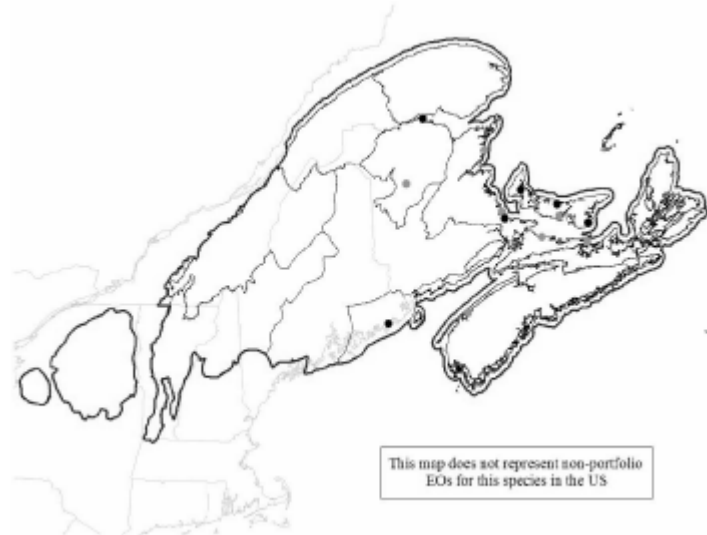 This map does not represent non-portfolio
EOs for this species in the US